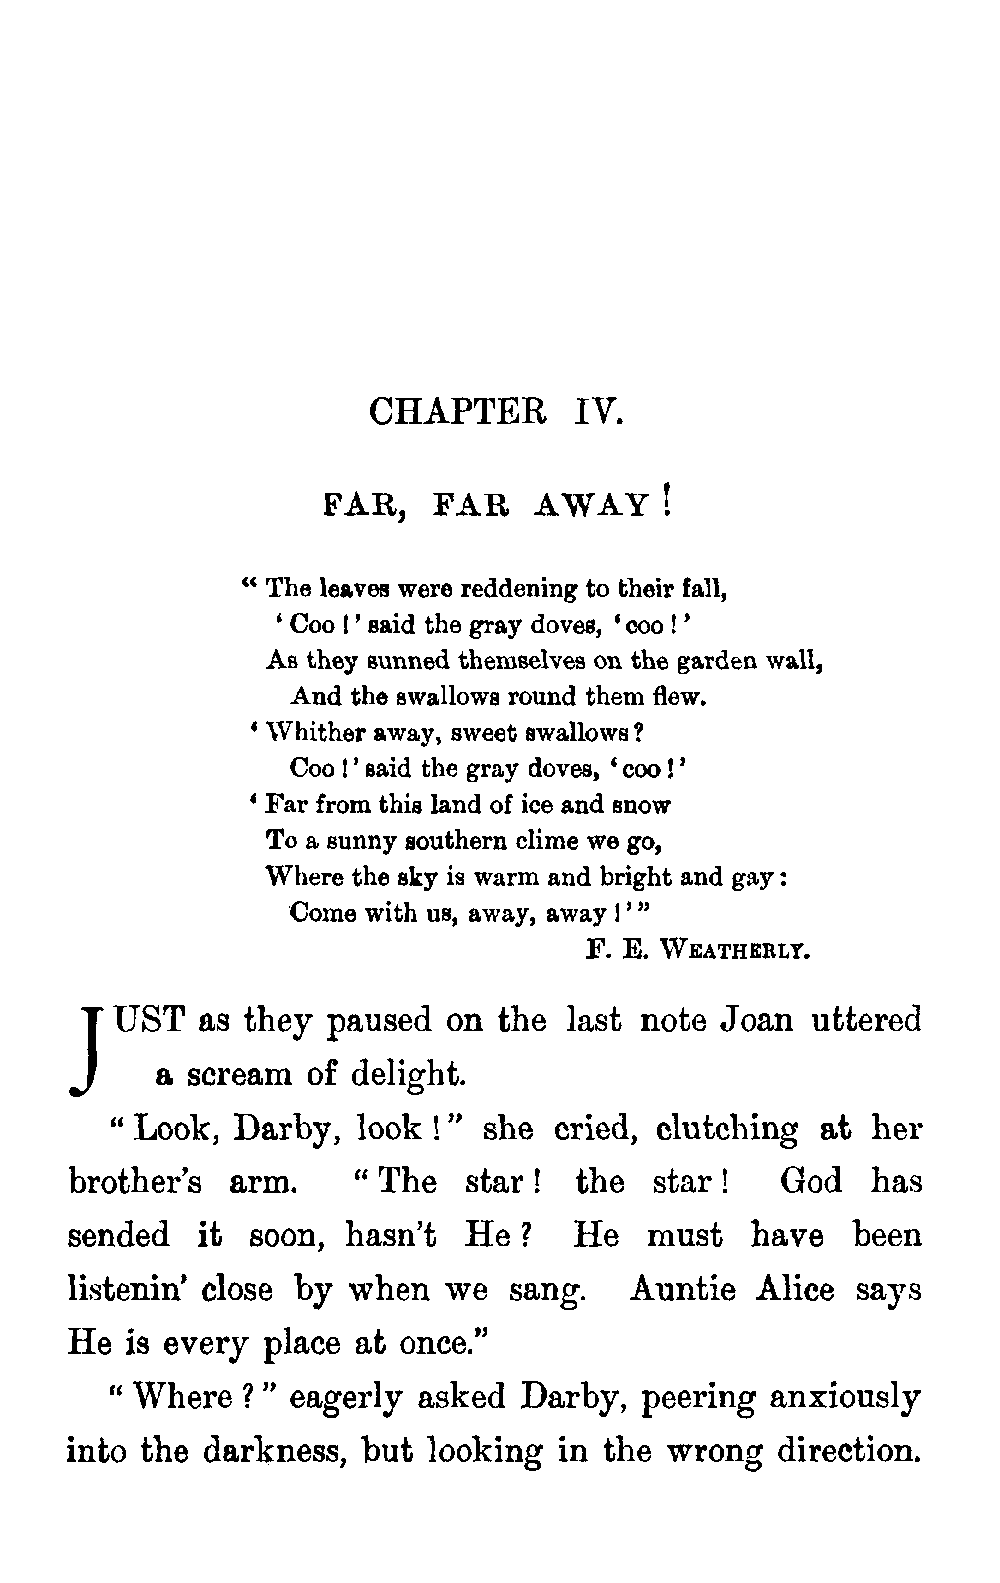 CHAPTER IV.
FAR, FAR AWAY!
“The leaves were reddening to their fall,
‘Coo!’ said the gray doves, ‘coo!’
As they sunned themselves on the garden wall,
And the swallows round them flew.
‘Whither away, sweet swallows?
Coo!’ said the gray doves, ‘coo!’
‘Far from this land of ice and snow
To a sunny southern clime we go,
Where the sky is warm and bright and gay:
Come with us, away, away!’”
F. E. WEATHERLY.
JUST as they paused on the last note Joan uttered
a scream of delight.
“Look, Darby, look!” she cried, clutching at her
brother’s arm. “The star! the star! God has
sended it soon, hasn’t He? He must have been
listenin’ close by when we sang. Auntie Alice says
He is every place at once.”
“Where?” eagerly asked Darby, peering anxiously
into the darkness, but looking in the wrong direction.